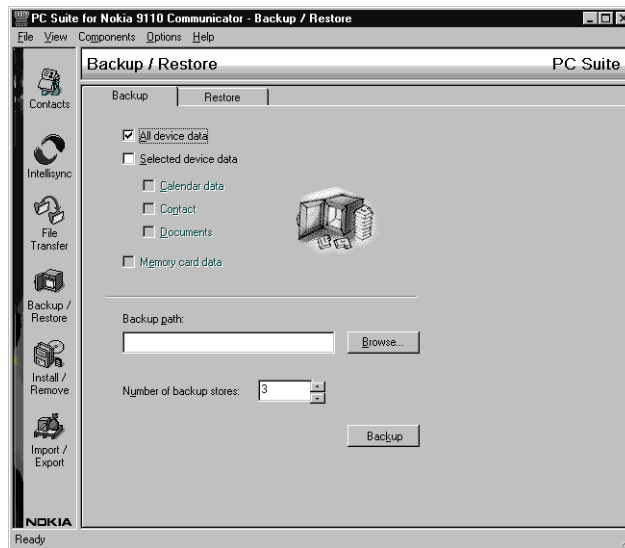 PC Suite for Nokia 9110 Communicator - Backup / Restore
File View Components Options Help
Backup / Restore PC Suite
Contacts
Intellisync
File
Transfer
Backup /
Restore
Install /
Remove
Import /
Export
NOKIA
Backup Restore
All device data
Selected device data
Calendar data
Contact
Documents
Memory card data
Backup path:
Browse...
Number of backup stores: 3
Backup
Ready